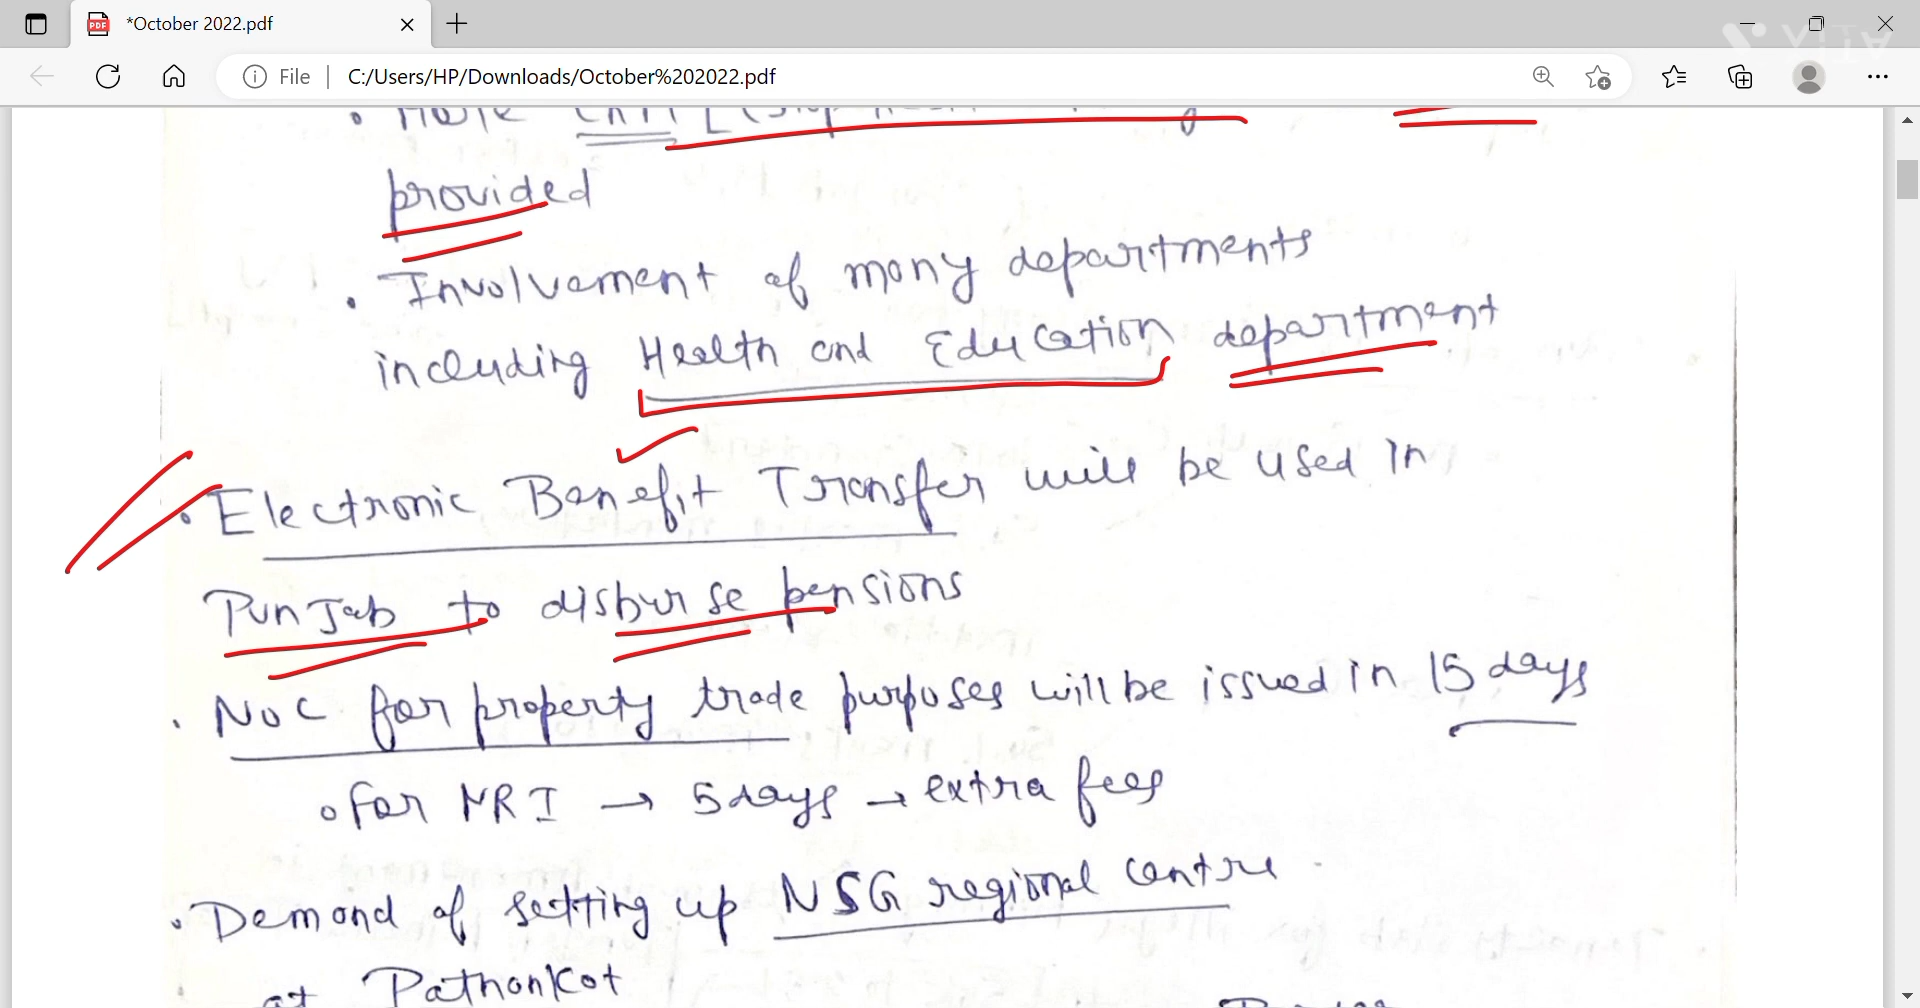 *October 2022.pdf
File
C:/Users/HP/Downloads/October%202022.pdf
provided
• Involvement of many departments
including Health and Education department
• Electronic Benefit Transfer will be used in
Punjab to disburse pensions
• NOC for property trade purposes will be issued in 15 days
o for NRI → 5 days → extra fees
• Demand of setting up NSG regional centre
at Pathankot